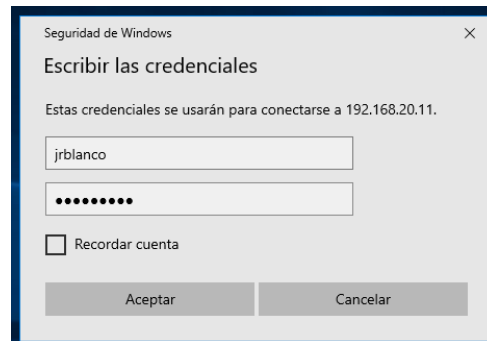 Seguridad de Windows
Escribir las credenciales
Estas credenciales se usarán para conectarse a 192.168.20.11.
jrblanco
•••••••••
Recordar cuenta
Aceptar Cancelar